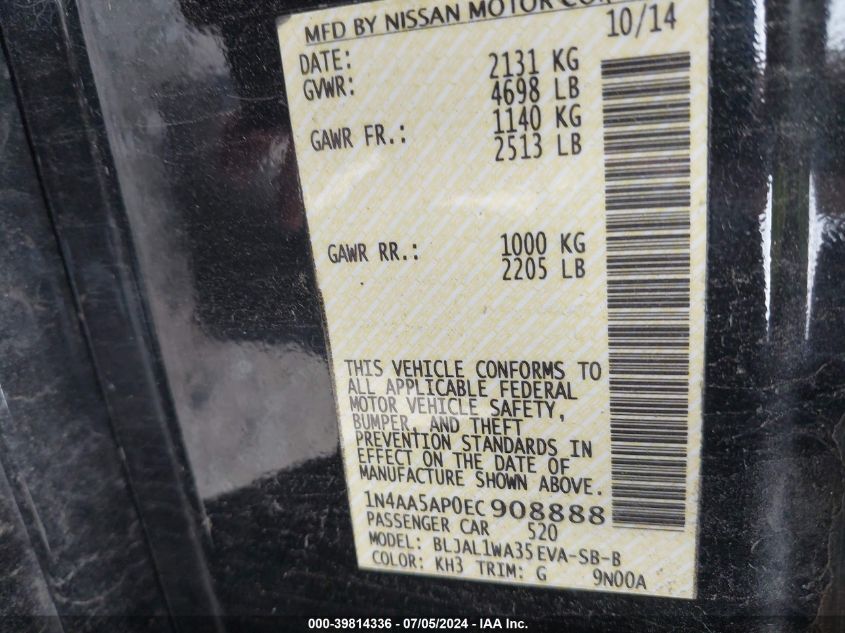 MFD BY NISSAN MOTOR CO.
DATE: 10/14
GVWR: 2131 KG
4698 LB
GAWR FR.: 1140 KG
2513 LB
GAWR RR.: 1000 KG
2205 LB
THIS VEHICLE CONFORMS TO
ALL APPLICABLE FEDERAL
MOTOR VEHICLE SAFETY,
BUMPER, AND THEFT
PREVENTION STANDARDS IN
EFFECT ON THE DATE OF
MANUFACTURE SHOWN ABOVE.
1N4AA5AP0EC908888
PASSENGER CAR 520
MODEL: BLJAL1WA35EVA-SB-B
COLOR: KH3 TRIM: G 9N00A
000-39814336 - 07/05/2024 - IAA Inc.